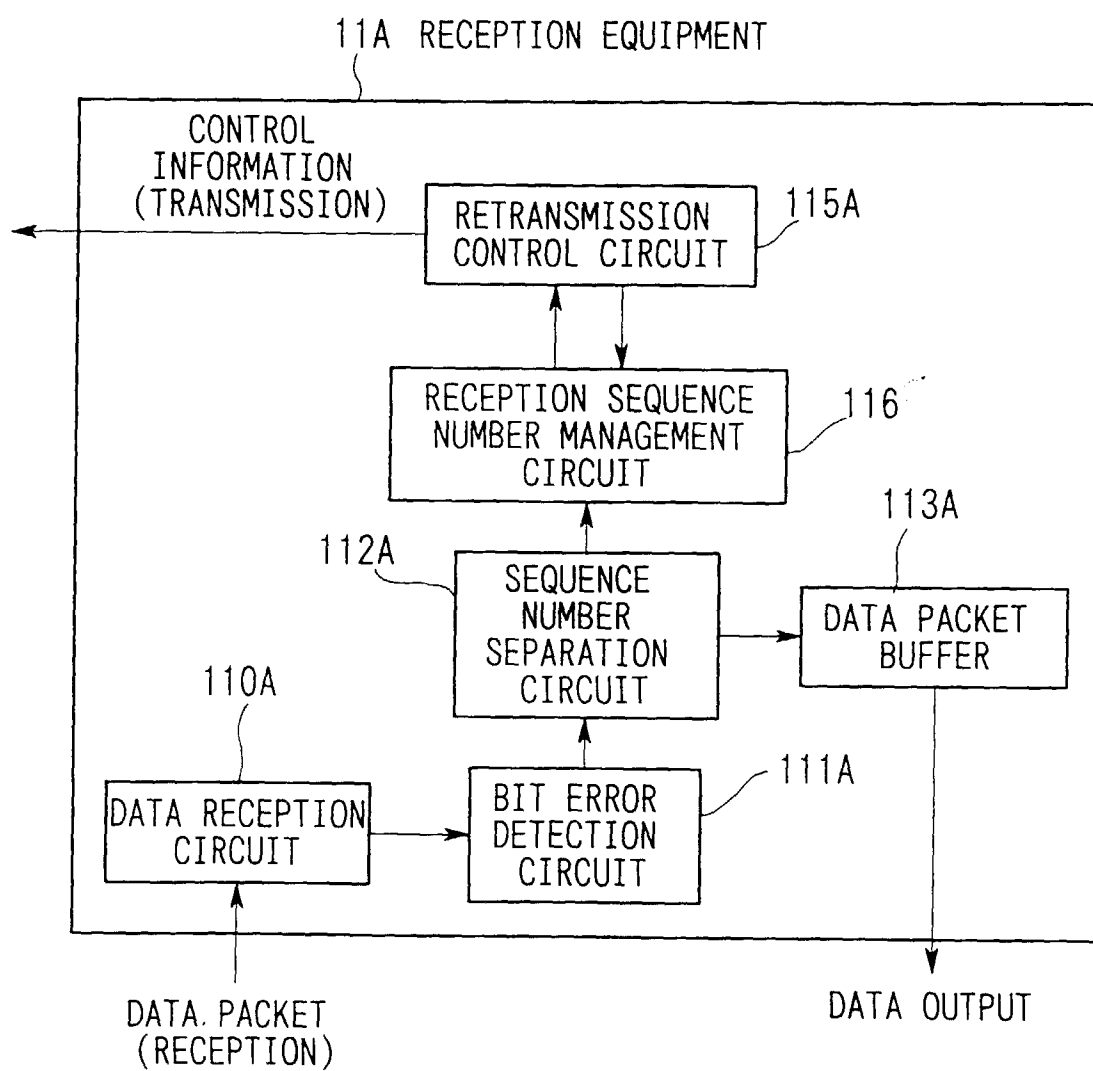 11A RECEPTION EQUIPMENT
CONTROL
INFORMATION
(TRANSMISSION)
RETRANSMISSION
CONTROL CIRCUIT
115A
RECEPTION SEQUENCE
NUMBER MANAGEMENT
CIRCUIT
116
112A
SEQUENCE
NUMBER
SEPARATION
CIRCUIT
113A
DATA PACKET
BUFFER
110A
DATA RECEPTION
CIRCUIT
BIT ERROR
DETECTION
CIRCUIT
111A
DATA PACKET
(RECEPTION)
DATA OUTPUT